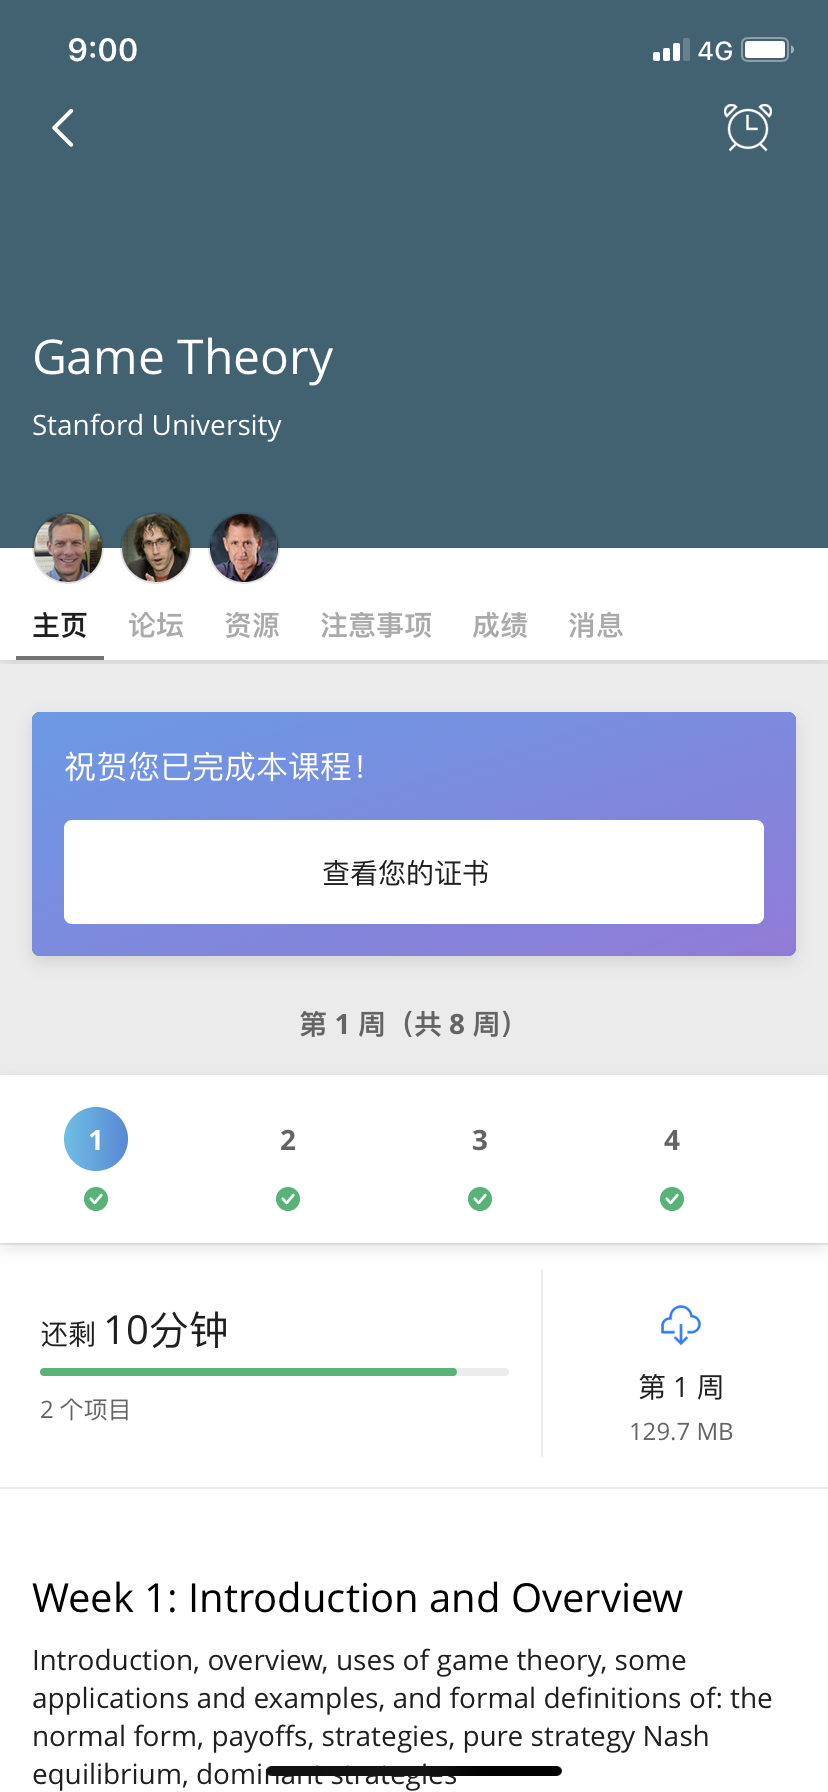 9:00
4G
Game Theory
Stanford University
主页 论坛 资源 注意事项 成绩 消息
祝贺您已完成本课程!
查看您的证书
第 1 周（共 8 周）
1 2 3 4
还剩 10分钟
2 个项目
第 1 周
129.7 MB
Week 1: Introduction and Overview
Introduction, overview, uses of game theory, some
applications and examples, and formal definitions of: the
normal form, payoffs, strategies, pure strategy Nash
equilibrium, dominant strategies